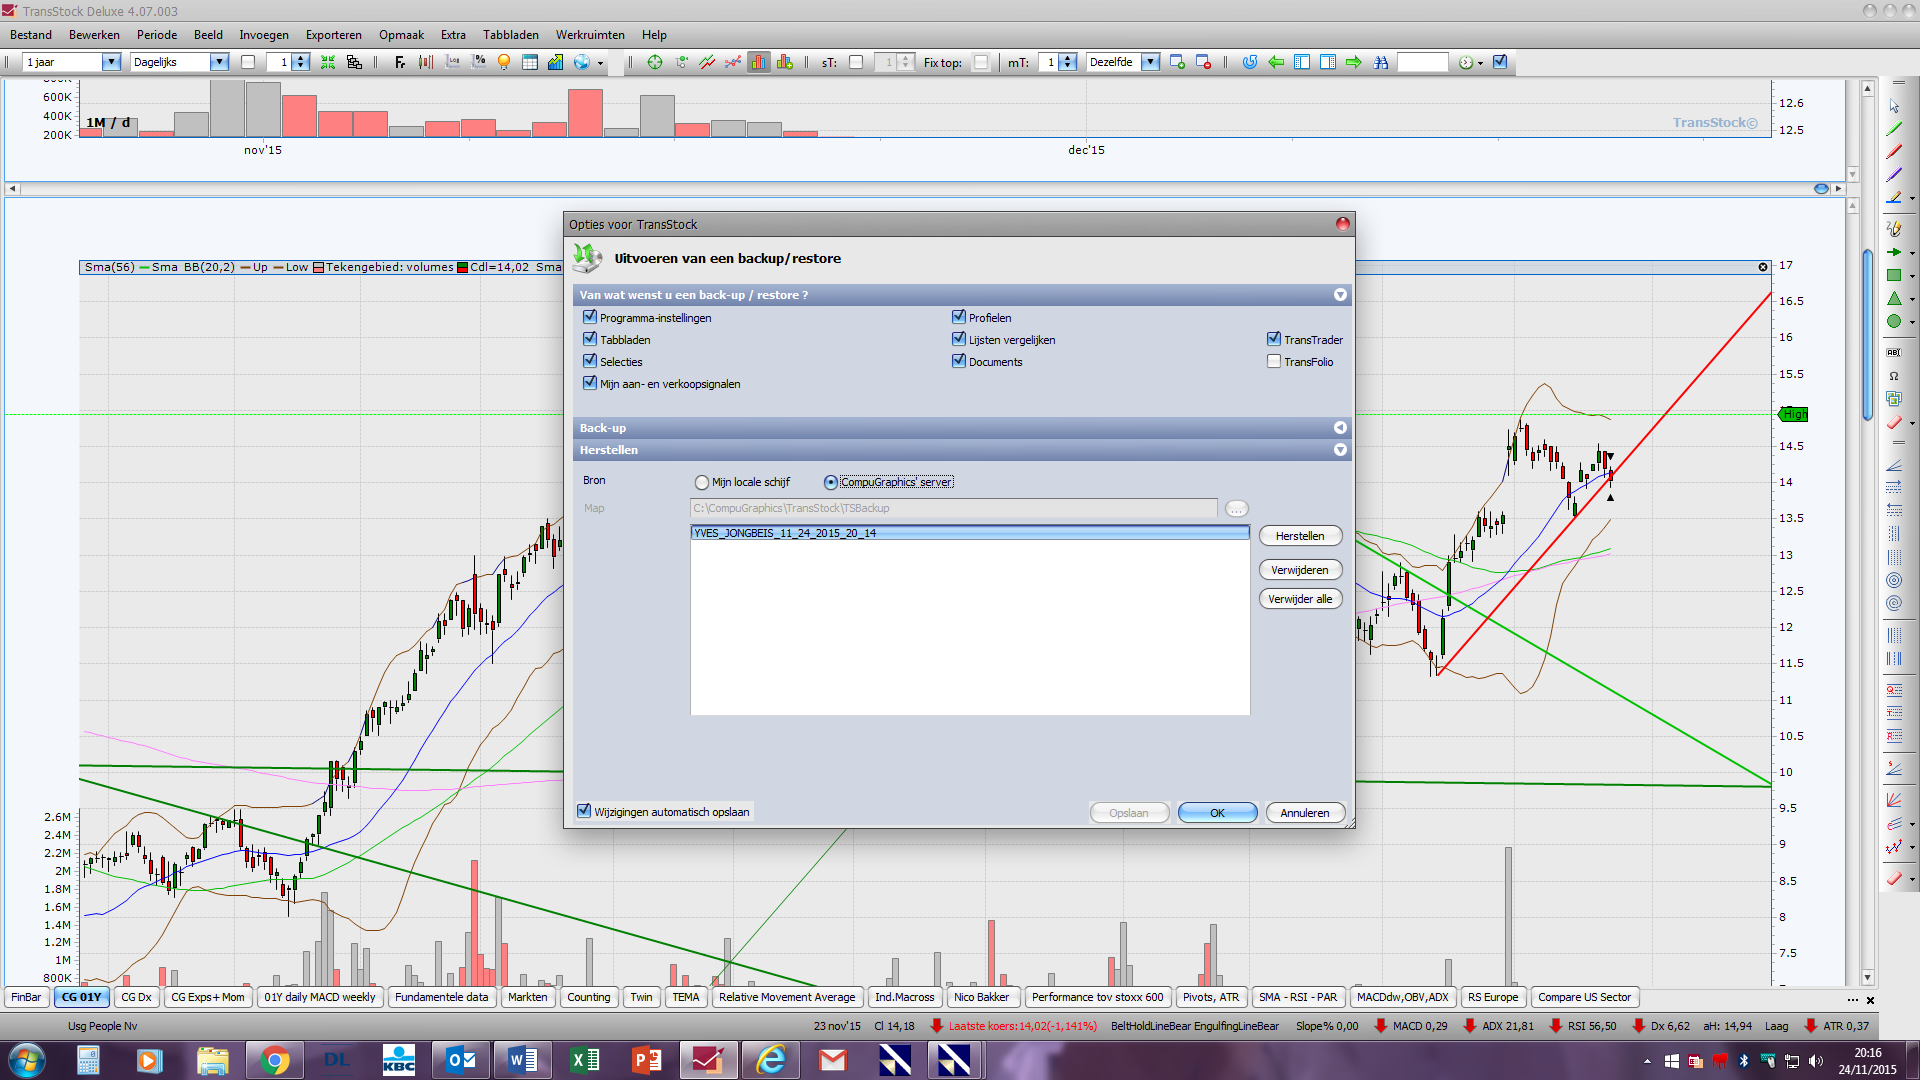 TransStock Deluxe 4.07.003
Bestand Bewerken Periode Beeld Invoegen Exporteren Opmaak Extra Tabbladen Werkruimten Help
1 jaar Dagelijks 1 Fr Log % sT: 1 Fix top: mT: 1 Dezelfde
600K
400K
200K
1M / d
12.6
12.5
TransStock©
nov'15 dec'15
Sma(56) Sma BB(20,2) Up Low Tekengebied: volumes Cdl=14,02 Sma
17
16.5
16
15.5
High
14.5
14
13.5
13
12.5
12
11.5
11
10.5
10
9.5
9
8.5
8
7.5
2.6M
2.4M
2.2M
2M
1.8M
1.6M
1.4M
1.2M
1M
800K
Opties voor TransStock
Uitvoeren van een backup/restore
Van wat wenst u een back-up / restore ?
Programma-instellingen Profielen
Tabbladen Lijsten vergelijken TransTrader
Selecties Documents TransFolio
Mijn aan- en verkoopsignalen
Back-up
Herstellen
Bron Mijn locale schijf CompuGraphics' server
Map C:\CompuGraphics\TransStock\TSBackup ...
YVES_JONGBEIS_11_24_2015_20_14
Herstellen
Verwijderen
Verwijder alle
Wijzigingen automatisch opslaan Opslaan OK Annuleren
ABI
Ω
FinBar CG 01Y CG Dx CG Exps+Mom 01Y daily MACD weekly Fundamentele data Markten Counting Twin TEMA Relative Movement Average Ind.Macross Nico Bakker Performance tov stoxx 600 Pivots, ATR SMA - RSI - PAR MACDdw,OBV,ADX RS Europe Compare US Sector
Usg People Nv 23 nov'15 Cl 14,18 Laatste koers:14,02(-1,141%) BeltHoldLineBear EngulfingLineBear Slope% 0,00 MACD 0,29 ADX 21,81 RSI 56,50 Dx 6,62 aH: 14,94 Laag ATR 0,37
DL KBC
20:16
24/11/2015